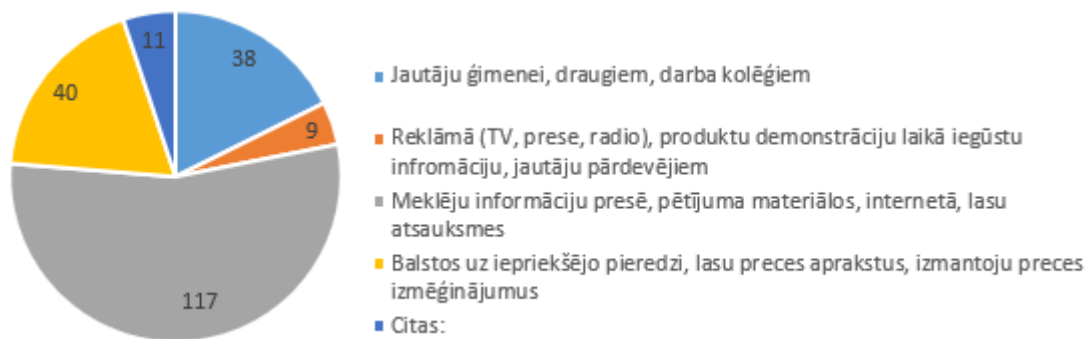 11
38
40
9
117
Jautāju ģimenei, draugiem, darba kolēģiem
Reklāmā (TV, prese, radio), produktu demonstrāciju laikā iegūstu
infromāciju, jautāju pārdevējiem
Meklēju informāciju presē, pētījuma materiālos, internetā, lasu
atsauksmes
Balstos uz iepriekšējo pieredzi, lasu preces aprakstus, izmantoju preces
izmēģinājumus
Citas: